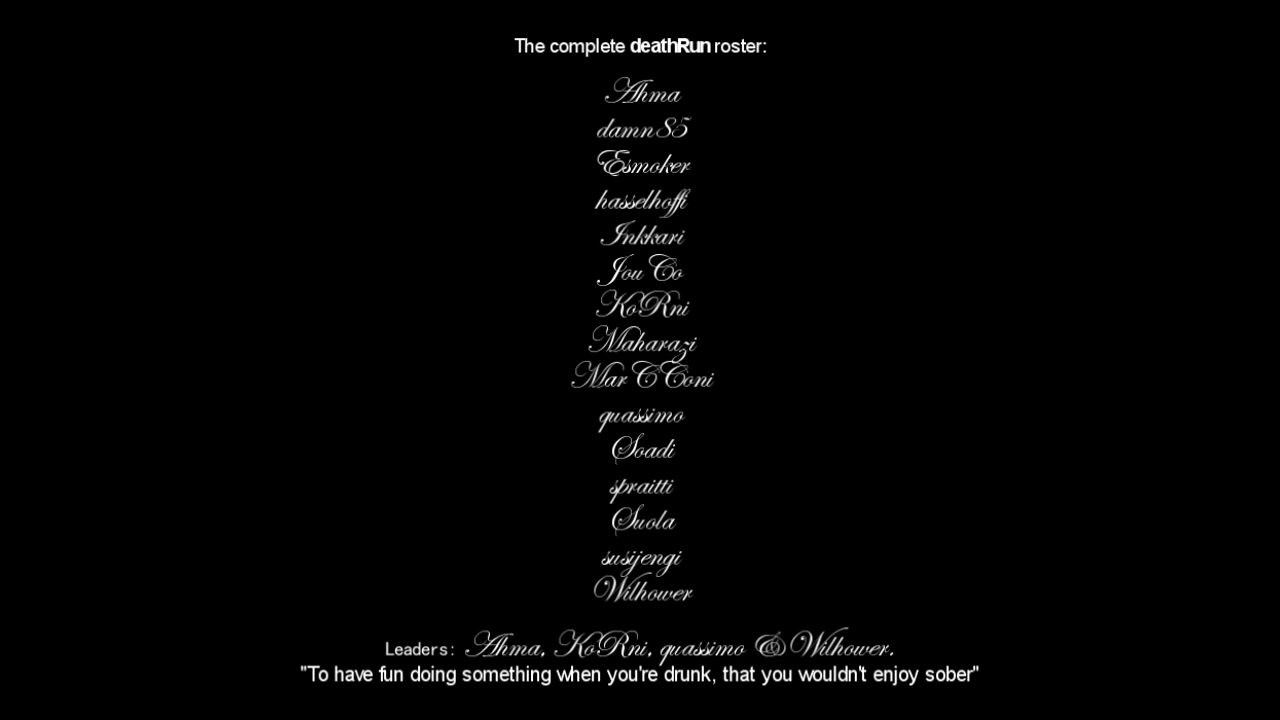 The complete deathRun roster:
Ahma
damn85
Esmoker
hasselhoffi
Inkkari
Jou Co
KoRni
Maharazi
Mar C Coni
quassimo
Soadi
spraitti
Suola
susijengi
Wilhower
Leaders: Ahma, KoRni, quassimo & Wilhower.
"To have fun doing something when you're drunk, that you wouldn't enjoy sober"